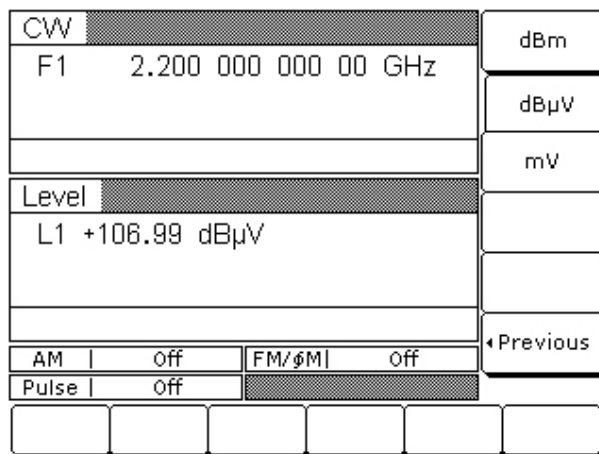 CW
F1 2.200 000 000 00 GHz
Level
L1 +106.99 dBµV
AM | Off
FM/ɸM| Off
Pulse | Off
dBm
dBµV
mV
◂Previous